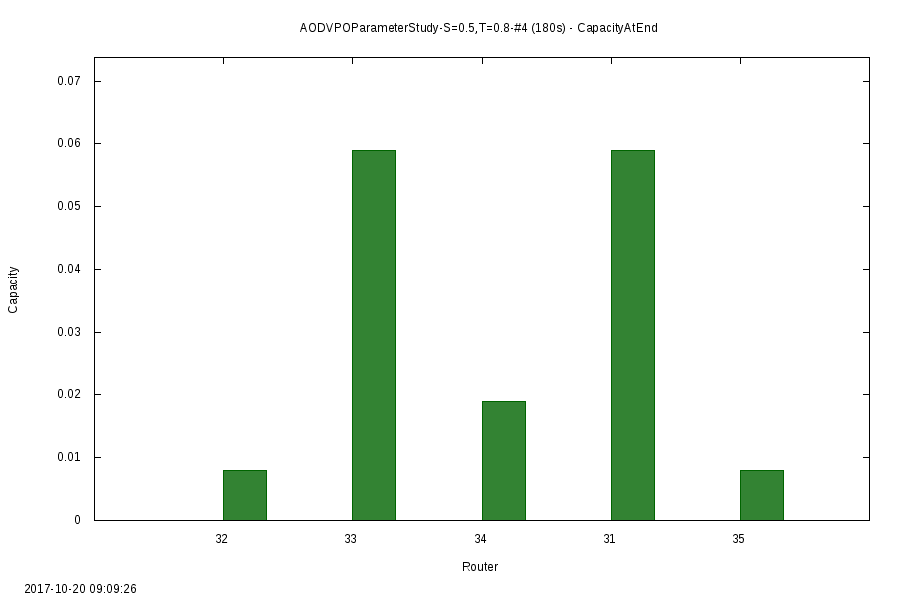 AODVPOParameterStudy-S=0.5,T=0.8-#4 (180s) - CapacityAtEnd
0.07
0.06
0.05
0.04
0.03
0.02
0.01
0
Capacity
32 33 34 31 35
Router
2017-10-20 09:09:26